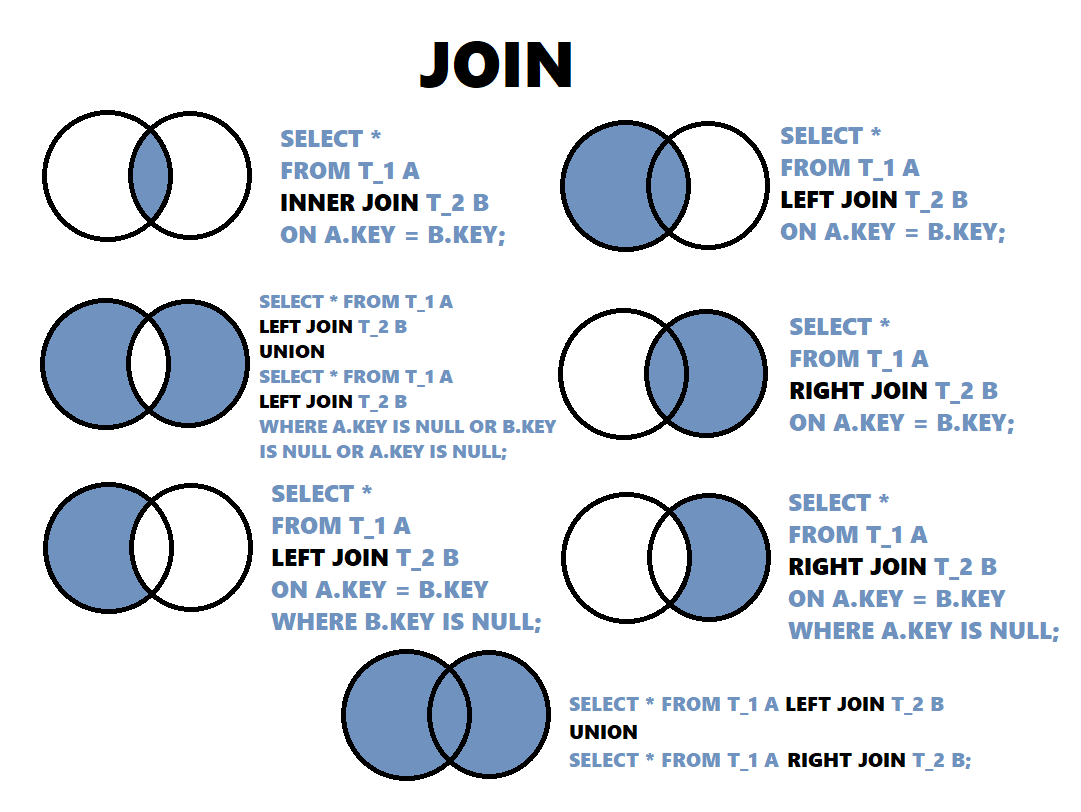 JOIN
SELECT *
FROM T_1 A
INNER JOIN T_2 B
ON A.KEY = B.KEY;
SELECT *
FROM T_1 A
LEFT JOIN T_2 B
ON A.KEY = B.KEY;
SELECT * FROM T_1 A
LEFT JOIN T_2 B
UNION
SELECT * FROM T_1 A
LEFT JOIN T_2 B
WHERE A.KEY IS NULL OR B.KEY
IS NULL OR A.KEY IS NULL;
SELECT *
FROM T_1 A
RIGHT JOIN T_2 B
ON A.KEY = B.KEY;
SELECT *
FROM T_1 A
LEFT JOIN T_2 B
ON A.KEY = B.KEY
WHERE B.KEY IS NULL;
SELECT *
FROM T_1 A
RIGHT JOIN T_2 B
ON A.KEY = B.KEY
WHERE A.KEY IS NULL;
SELECT * FROM T_1 A LEFT JOIN T_2 B
UNION
SELECT * FROM T_1 A RIGHT JOIN T_2 B;